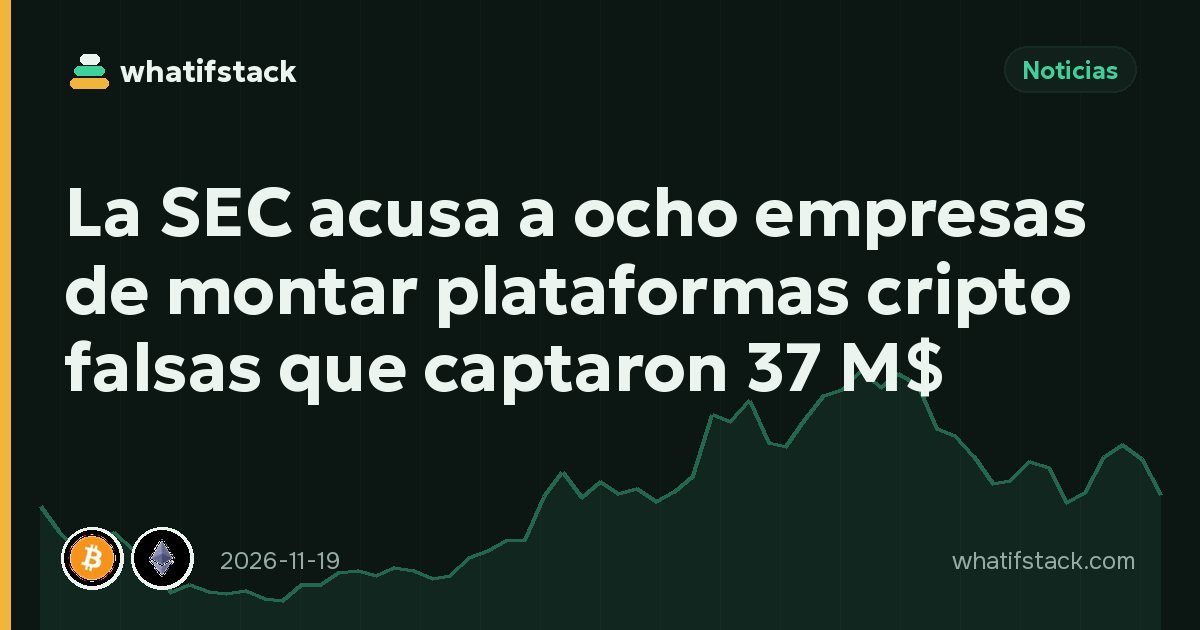 whatifstack
Noticias
La SEC acusa a ocho empresas
de montar plataformas cripto
falsas que captaron 37 M$
2026-11-19
whatifstack.com